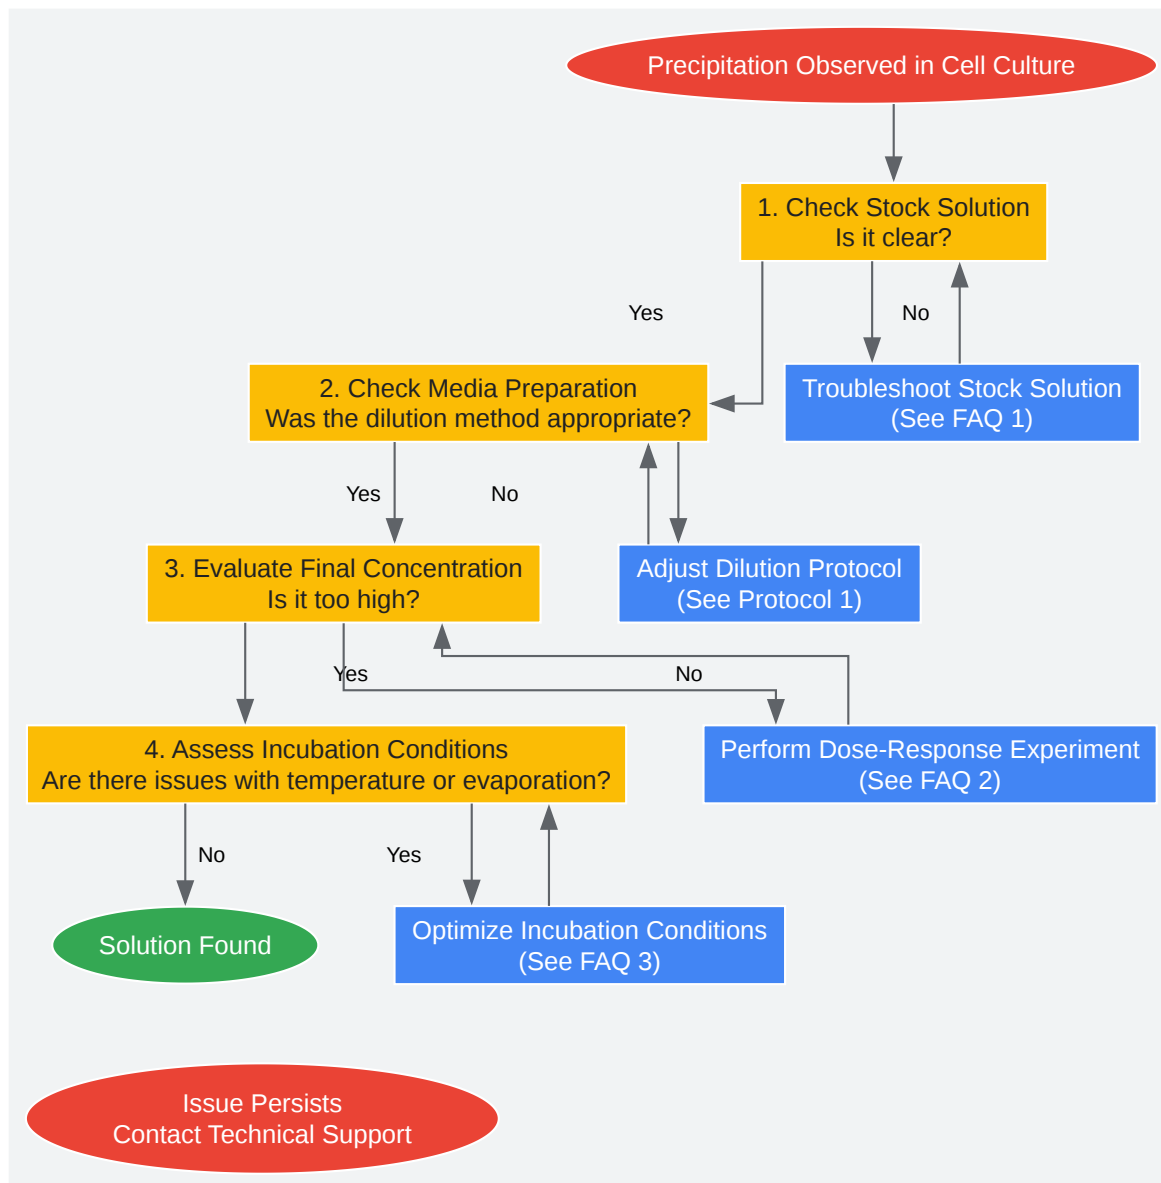 Precipitation Observed in Cell Culture
1. Check Stock Solution
Is it clear?
Yes
No
2. Check Media Preparation
Was the dilution method appropriate?
Troubleshoot Stock Solution
(See FAQ 1)
Yes
No
3. Evaluate Final Concentration
Is it too high?
Adjust Dilution Protocol
(See Protocol 1)
Yes
No
4. Assess Incubation Conditions
Are there issues with temperature or evaporation?
Perform Dose-Response Experiment
(See FAQ 2)
No
Yes
Solution Found
Optimize Incubation Conditions
(See FAQ 3)
Issue Persists
Contact Technical Support